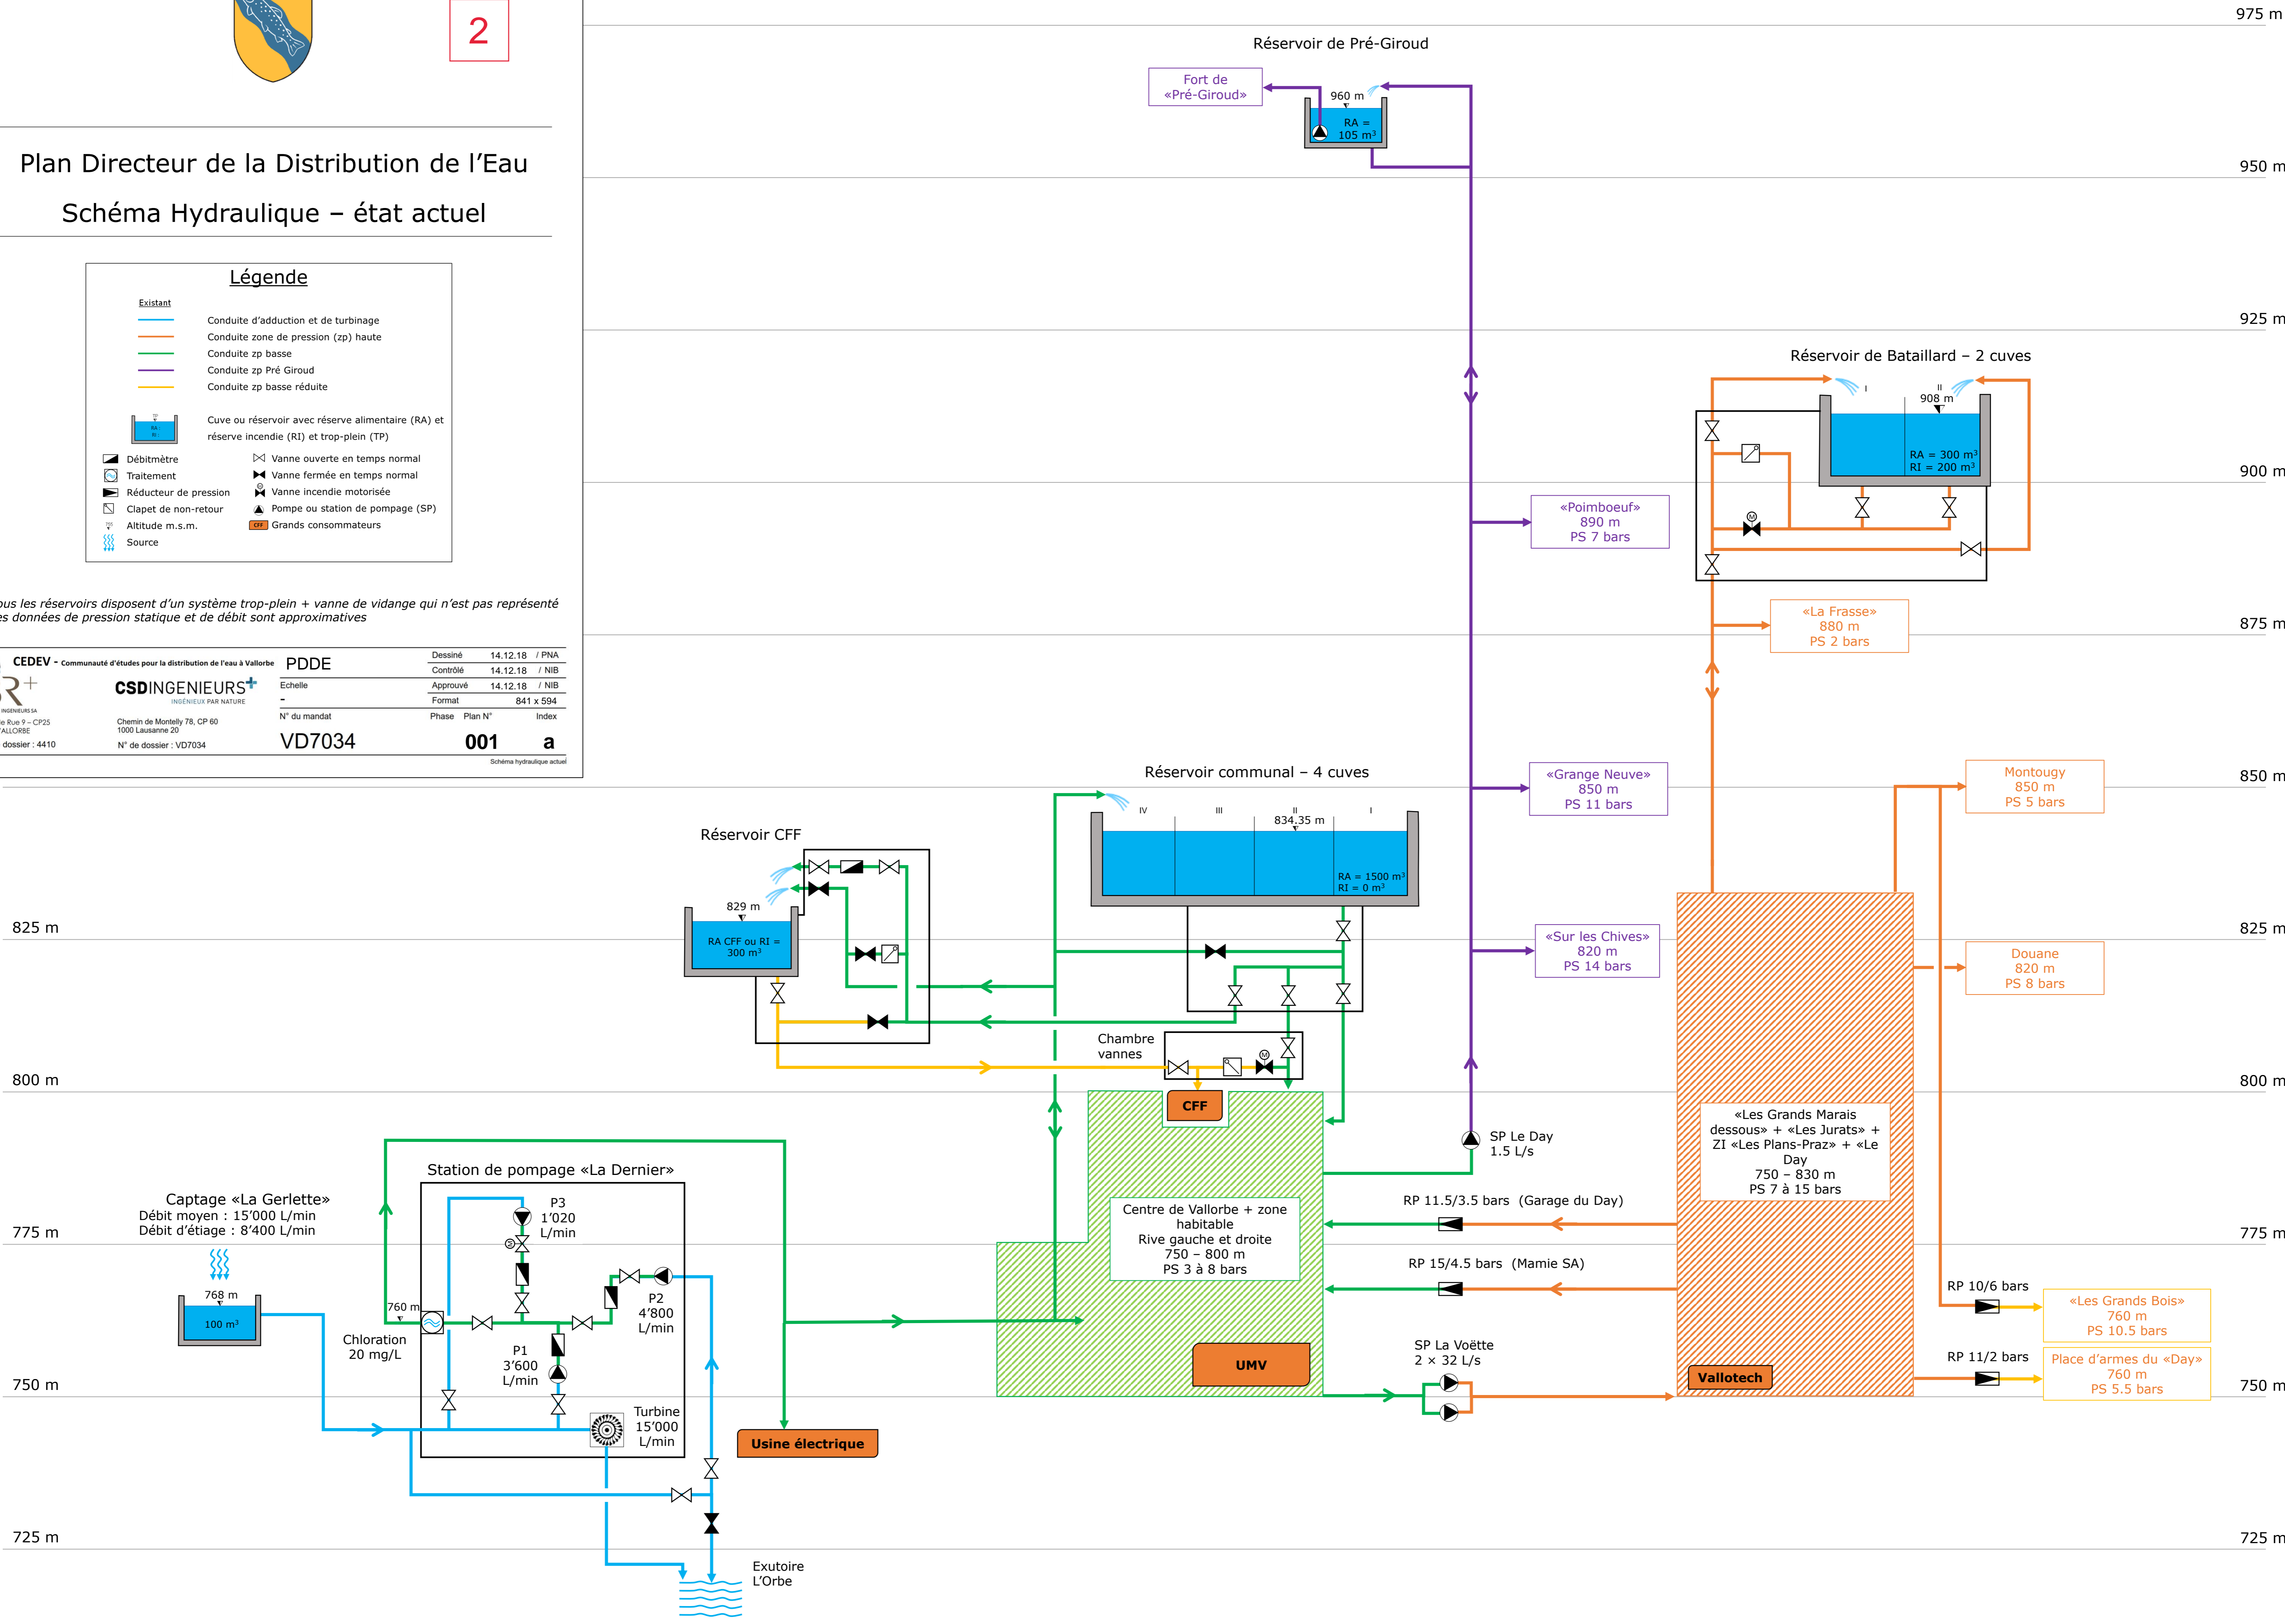 2
Plan Directeur de la Distribution de l’Eau
Schéma Hydraulique – état actuel
Légende
Existant
Conduite d’adduction et de turbinage
Conduite zone de pression (zp) haute
Conduite zp basse
Conduite zp Pré Giroud
Conduite zp basse réduite
TP
RA :
RI :
Cuve ou réservoir avec réserve alimentaire (RA) et
réserve incendie (RI) et trop-plein (TP)
Débitmètre
Traitement
Réducteur de pression
Clapet de non-retour
Altitude m.s.m.
Source
Vanne ouverte en temps normal
Vanne fermée en temps normal
M
Vanne incendie motorisée
Pompe ou station de pompage (SP)
CFF
Grands consommateurs
ous les réservoirs disposent d’un système trop-plein + vanne de vidange qui n’est pas représenté
es données de pression statique et de débit sont approximatives
CEDEV - Communauté d'études pour la distribution de l'eau à Vallorbe
INGENIEURS SA
e Rue 9 – CP25
ALLORBE
dossier : 4410
CSDINGENIEURS+
INGÉNIEUX PAR NATURE
Chemin de Montelly 78, CP 60
1000 Lausanne 20
N° de dossier : VD7034
PDDE
Echelle
-
N° du mandat
VD7034
Dessiné 14.12.18 / PNA
Contrôlé 14.12.18 / NIB
Approuvé 14.12.18 / NIB
Format 841 x 594
Phase Plan N° Index
001 a
Schéma hydraulique actuel
975 m
950 m
925 m
900 m
875 m
850 m
825 m
800 m
775 m
750 m
725 m
825 m
800 m
775 m
750 m
725 m
Réservoir de Pré-Giroud
Fort de
«Pré-Giroud»
960 m
RA =
105 m³
«Poimboeuf»
890 m
PS 7 bars
«Grange Neuve»
850 m
PS 11 bars
«Sur les Chives»
820 m
PS 14 bars
SP Le Day
1.5 L/s
Réservoir de Bataillard – 2 cuves
I
II
908 m
RA = 300 m³
RI = 200 m³
M
«La Frasse»
880 m
PS 2 bars
Montougy
850 m
PS 5 bars
Douane
820 m
PS 8 bars
Réservoir communal – 4 cuves
IV
III
II
I
834.35 m
RA = 1500 m³
RI = 0 m³
Réservoir CFF
829 m
RA CFF ou RI =
300 m³
Chambre
vannes
M
CFF
Centre de Vallorbe + zone
habitable
Rive gauche et droite
750 – 800 m
PS 3 à 8 bars
UMV
«Les Grands Marais
dessous» + «Les Jurats» +
ZI «Les Plans-Praz» + «Le
Day
750 – 830 m
PS 7 à 15 bars
Vallotech
RP 11.5/3.5 bars (Garage du Day)
RP 15/4.5 bars (Mamie SA)
SP La Voëtte
2 × 32 L/s
RP 10/6 bars
«Les Grands Bois»
760 m
PS 10.5 bars
RP 11/2 bars
Place d’armes du «Day»
760 m
PS 5.5 bars
Captage «La Gerlette»
Débit moyen : 15’000 L/min
Débit d’étiage : 8’400 L/min
768 m
100 m³
Station de pompage «La Dernier»
P3
1’020
L/min
M
760 m
Chloration
20 mg/L
P2
4’800
L/min
P1
3’600
L/min
Turbine
15’000
L/min
Usine électrique
Exutoire
L’Orbe